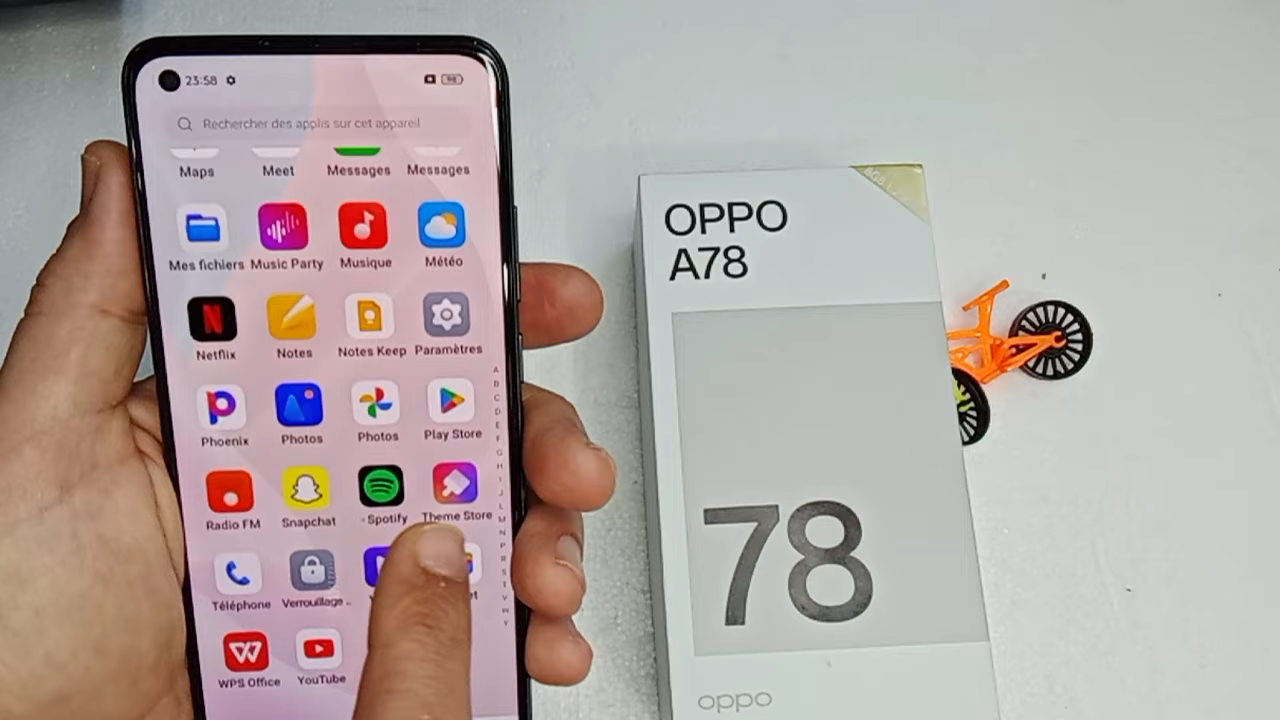 23:58
Rechercher des applis sur cet appareil
Maps Meet Messages Messages
Mes fichiers Music Party Musique Météo
Netflix Notes Notes Keep Paramètres
Phoenix Photos Photos Play Store
Radio FM Snapchat Spotify Theme Store
Téléphone Verrouillage ..
WPS Office YouTube
A
B
C
D
E
F
G
H
I
J
L
M
N
P
R
S
T
V
W
Y
OPPO
A78
8GB
78
oppo